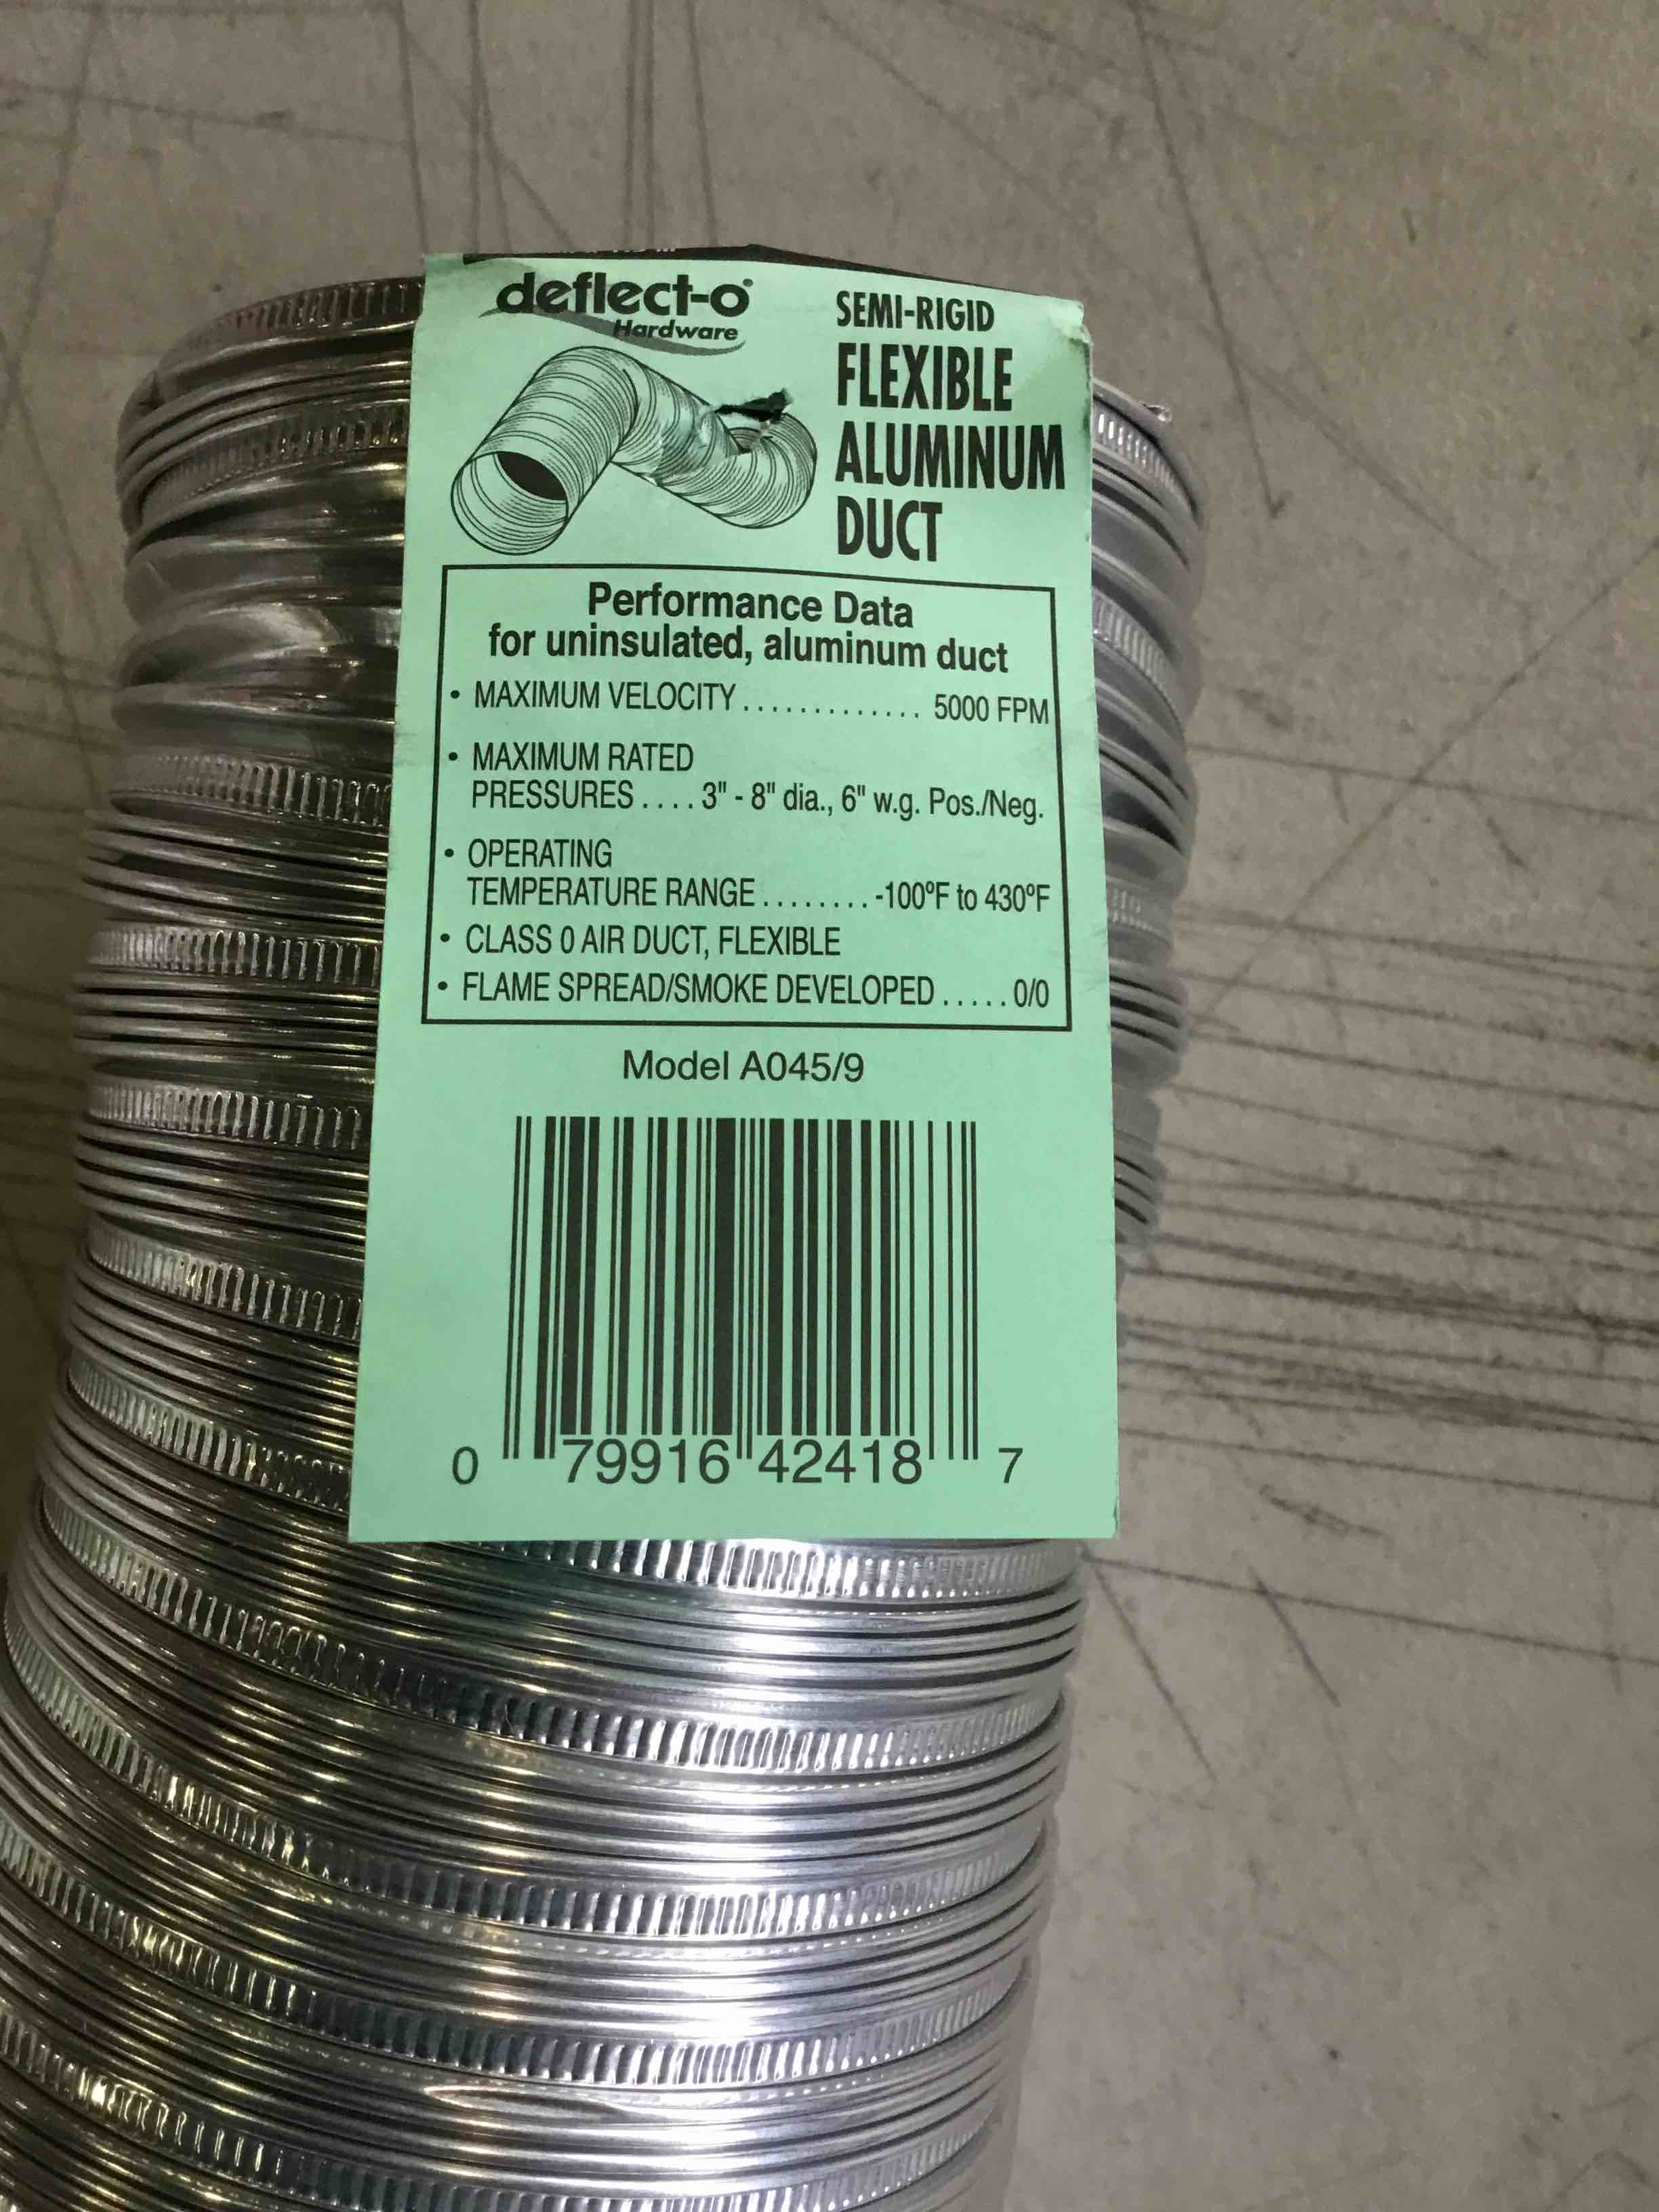 deflect-o®
Hardware
SEMI-RIGID
FLEXIBLE
ALUMINUM
DUCT
Performance Data
for uninsulated, aluminum duct
• MAXIMUM VELOCITY ............. 5000 FPM
• MAXIMUM RATED
PRESSURES .... 3" - 8" dia., 6" w.g. Pos./Neg.
• OPERATING
TEMPERATURE RANGE ........ -100ºF to 430ºF
• CLASS 0 AIR DUCT, FLEXIBLE
• FLAME SPREAD/SMOKE DEVELOPED ..... 0/0
Model A045/9
0 79916 42418 7